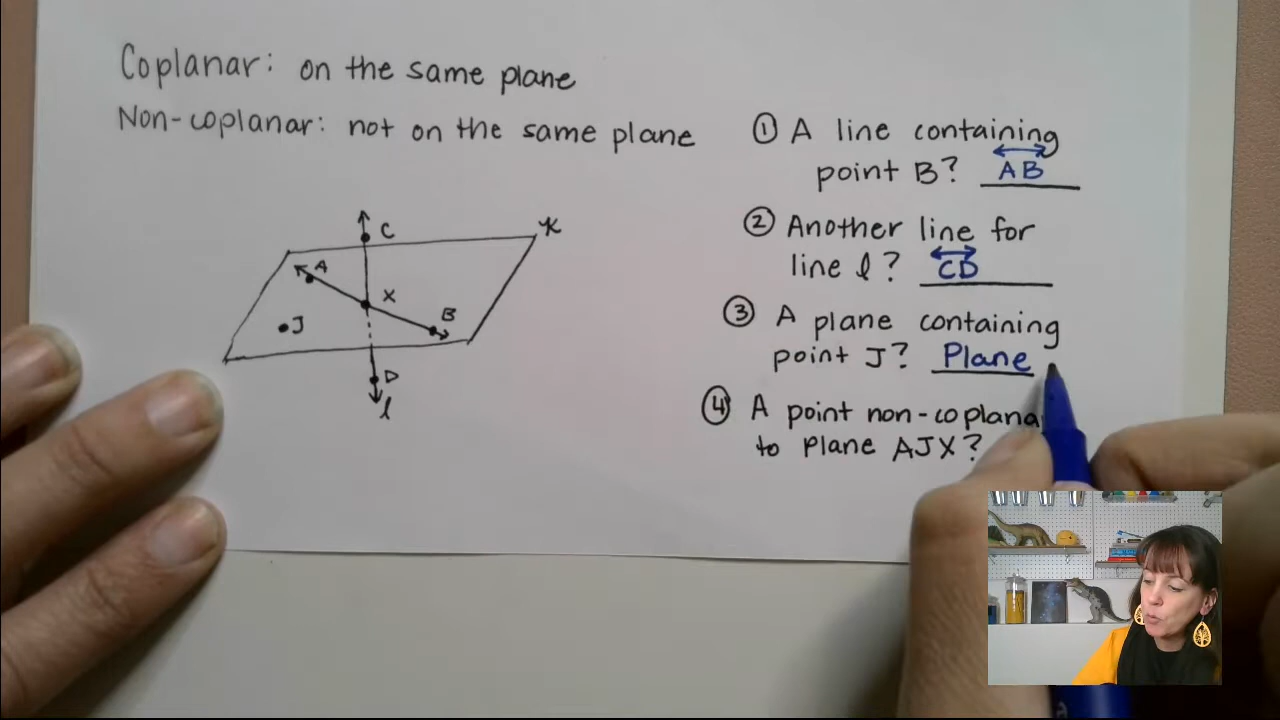 Coplanar: on the same plane
Non-coplanar: not on the same plane
① A line containing
point B? AB
② Another line for
line l? CD
③ A plane containing
point J? Plane
④ A point non-coplana
to Plane AJX?
C
K
A
X
B
J
D
l